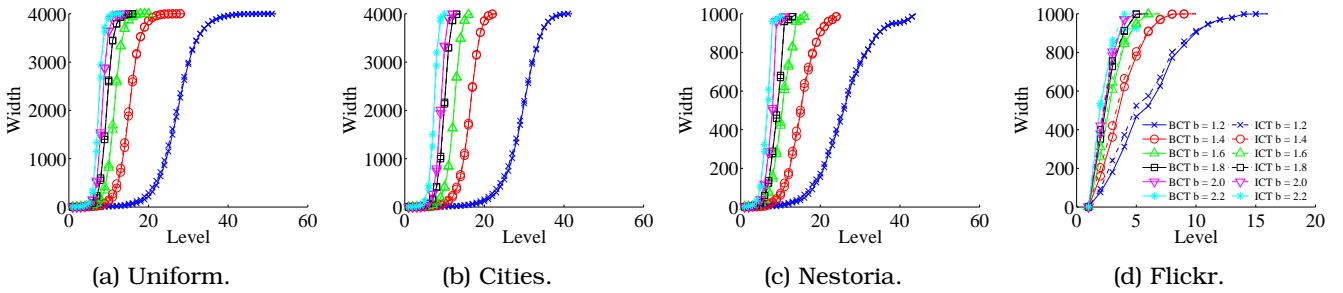 4000
3000
2000
1000
0
Width
0 20 40 60
Level
(a) Uniform.
4000
3000
2000
1000
0
Width
0 20 40 60
Level
(b) Cities.
1000
800
600
400
200
0
Width
0 20 40 60
Level
(c) Nestoria.
1000
800
600
400
200
0
Width
0 5 10 15 20
Level
BCT b = 1.2 ICT b = 1.2
BCT b = 1.4 ICT b = 1.4
BCT b = 1.6 ICT b = 1.6
BCT b = 1.8 ICT b = 1.8
BCT b = 2.0 ICT b = 2.0
BCT b = 2.2 ICT b = 2.2
(d) Flickr.